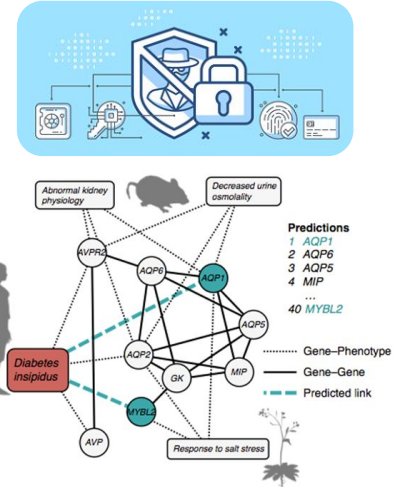 Abnormal kidney
physiology
Decreased urine
osmolality
AVPR2
AQP6
AQP1
AQP5
AQP2
GK
MIP
MYBL2
AVP
Diabetes
insipidus
Response to salt stress
Predictions
1 AQP1
2 AQP6
3 AQP5
4 MIP
...
40 MYBL2
Gene–Phenotype
Gene–Gene
Predicted link